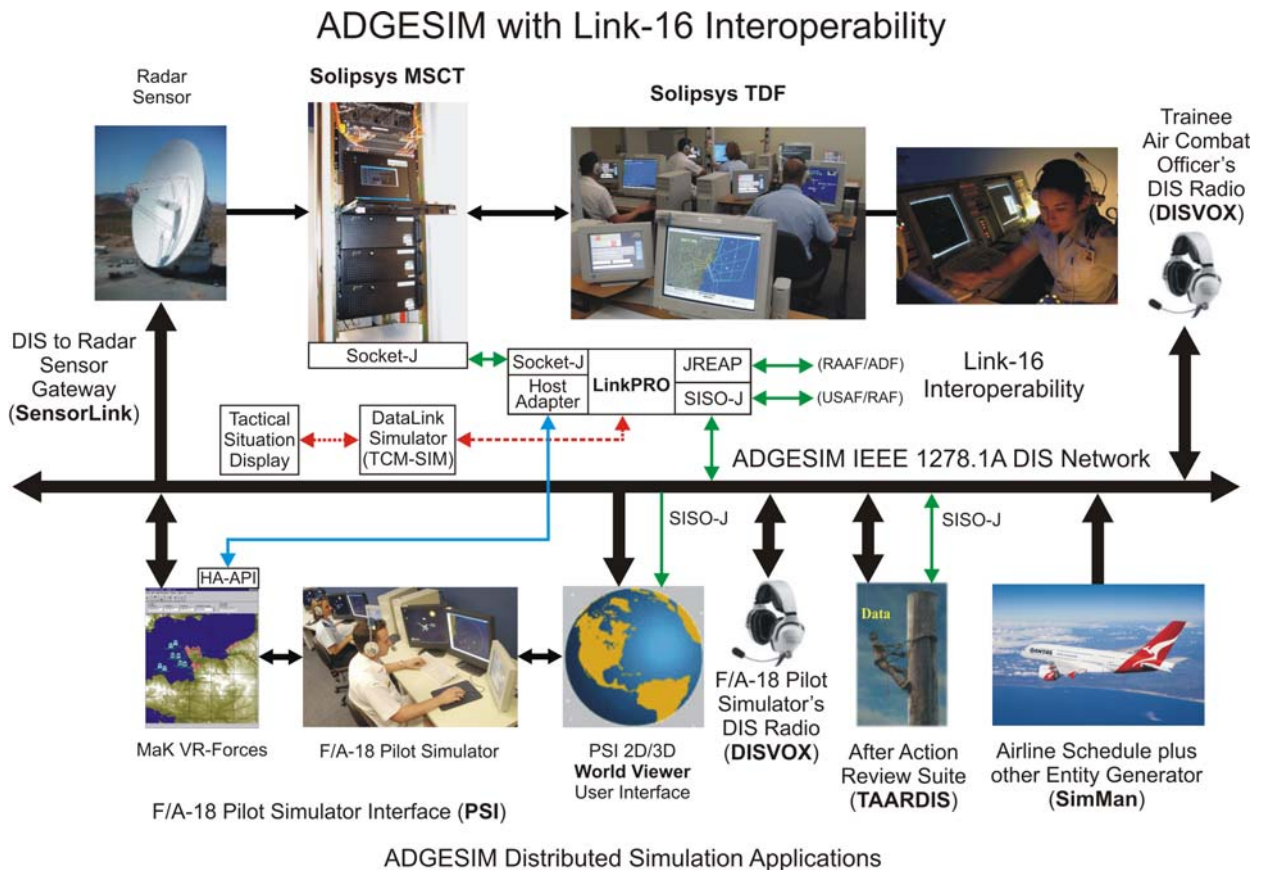 ADGESIM with Link-16 Interoperability
Radar
Sensor
Solipsys MSCT
Solipsys TDF
Trainee
Air Combat
Officer's
DIS Radio
(DISVOX)
DIS to Radar
Sensor
Gateway
(SensorLink)
Socket-J
Socket-J
Host
Adapter
LinkPRO
JREAP
SISO-J
(RAAF/ADF)
(USAF/RAF)
Link-16
Interoperability
Tactical
Situation
Display
DataLink
Simulator
(TCM-SIM)
ADGESIM IEEE 1278.1A DIS Network
SISO-J
SISO-J
HA-API
Data
QANTAS
MaK VR-Forces
F/A-18 Pilot Simulator
PSI 2D/3D
World Viewer
User Interface
F/A-18 Pilot
Simulator's
DIS Radio
(DISVOX)
After Action
Review Suite
(TAARDIS)
Airline Schedule plus
other Entity Generator
(SimMan)
F/A-18 Pilot Simulator Interface (PSI)
ADGESIM Distributed Simulation Applications